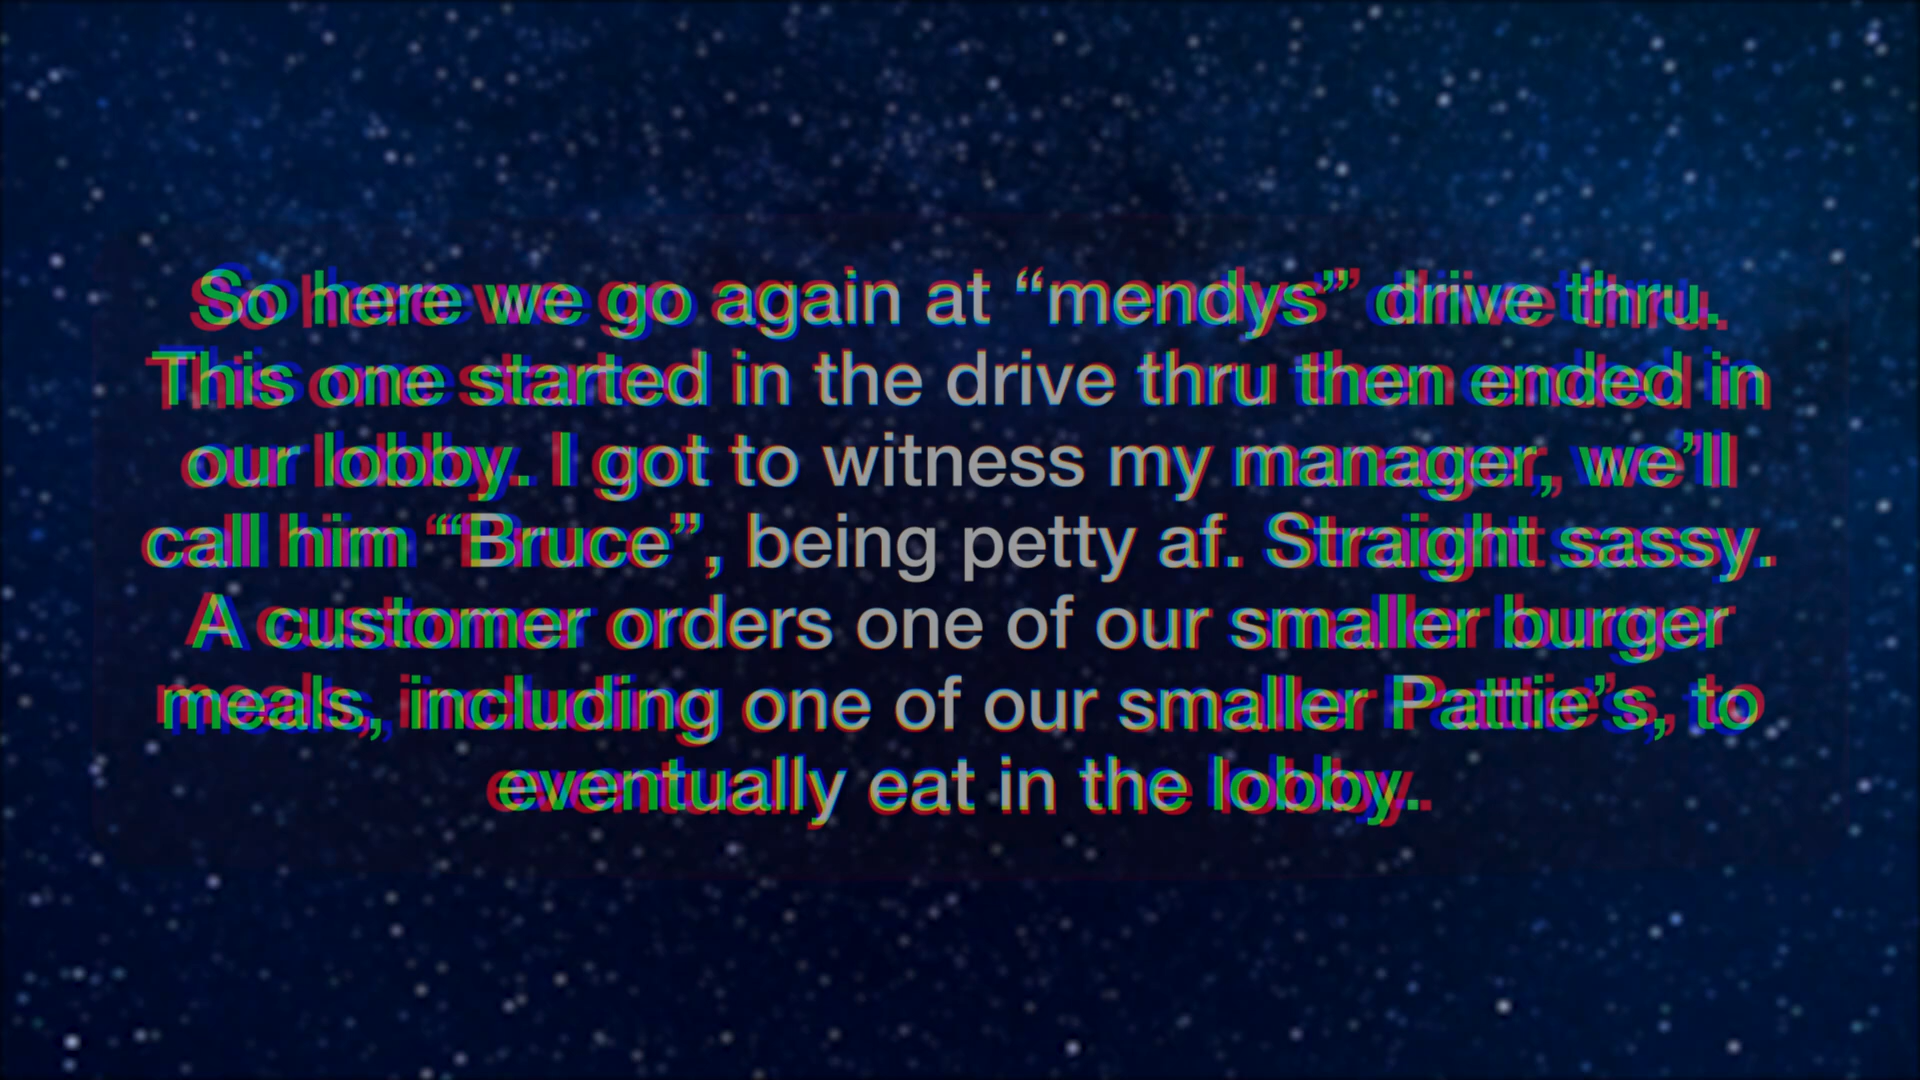 So here we go again at “mendys” drive thru.
This one started in the drive thru then ended in
our lobby. I got to witness my manager, we’ll
call him “Bruce”, being petty af. Straight sassy.
A customer orders one of our smaller burger
meals, including one of our smaller Pattie’s, to
eventually eat in the lobby.